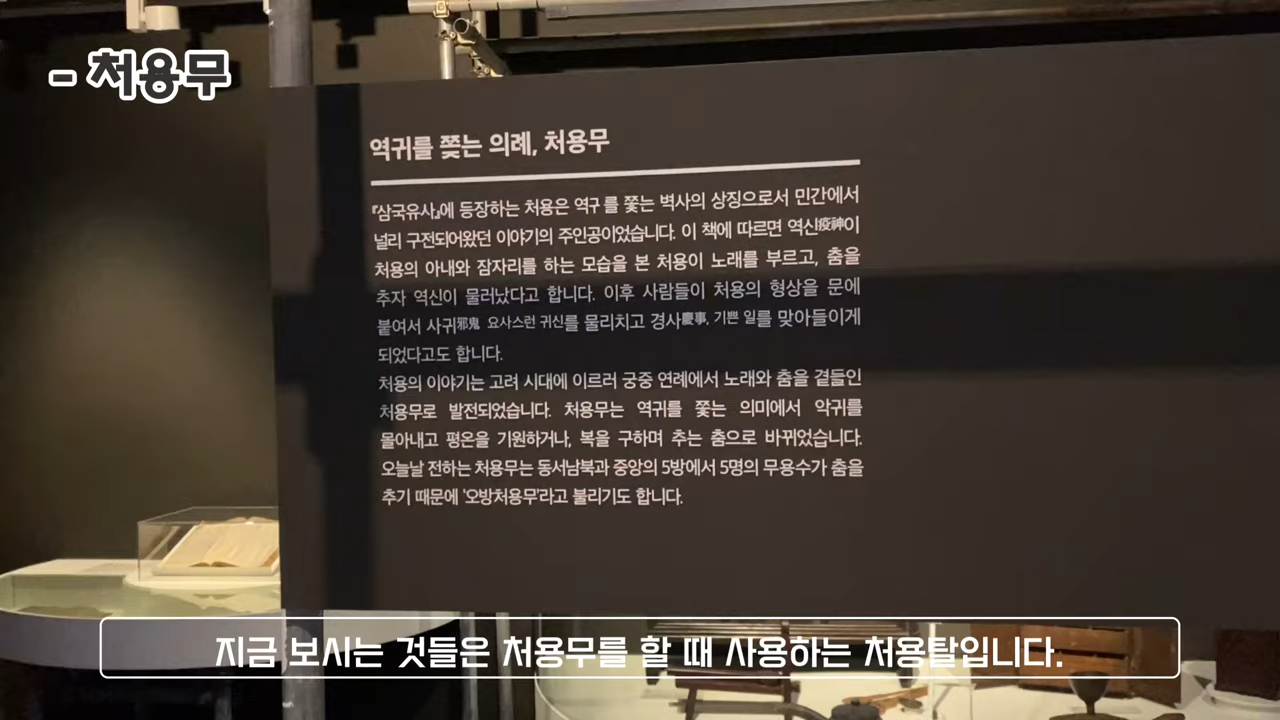 - 처용무
역귀를 쫒는 의례, 처용무
『삼국유사』에 등장하는 처용은 역구를 쫓는 벽사의 상징으로서 민간에서
널리 구전되어왔던 이야기의 주인공이었습니다. 이 책에 따르면 역신疫神이
처용의 아내와 잠자리를 하는 모습을 본 처용이 노래를 부르고, 춤을
추자 역신이 물러났다고 합니다. 이후 사람들이 처용의 형상을 문에
붙여서 사귀邪鬼 요사스런 귀신를 물리치고 경사慶事, 기쁜 일를 맞아들이게
되었다고도 합니다.
처용의 이야기는 고려 시대에 이르러 궁중 연례에서 노래와 춤을 곁들인
처용무로 발전되었습니다. 처용무는 역귀를 쫓는 의미에서 악귀를
몰아내고 평온을 기원하거나, 복을 구하며 추는 춤으로 바뀌었습니다.
오늘날 전하는 처용무는 동서남북과 중앙의 5방에서 5명의 무용수가 춤을
추기 때문에 '오방처용무'라고 불리기도 합니다.
지금 보시는 것들은 처용무를 할 때 사용하는 처용탈입니다.